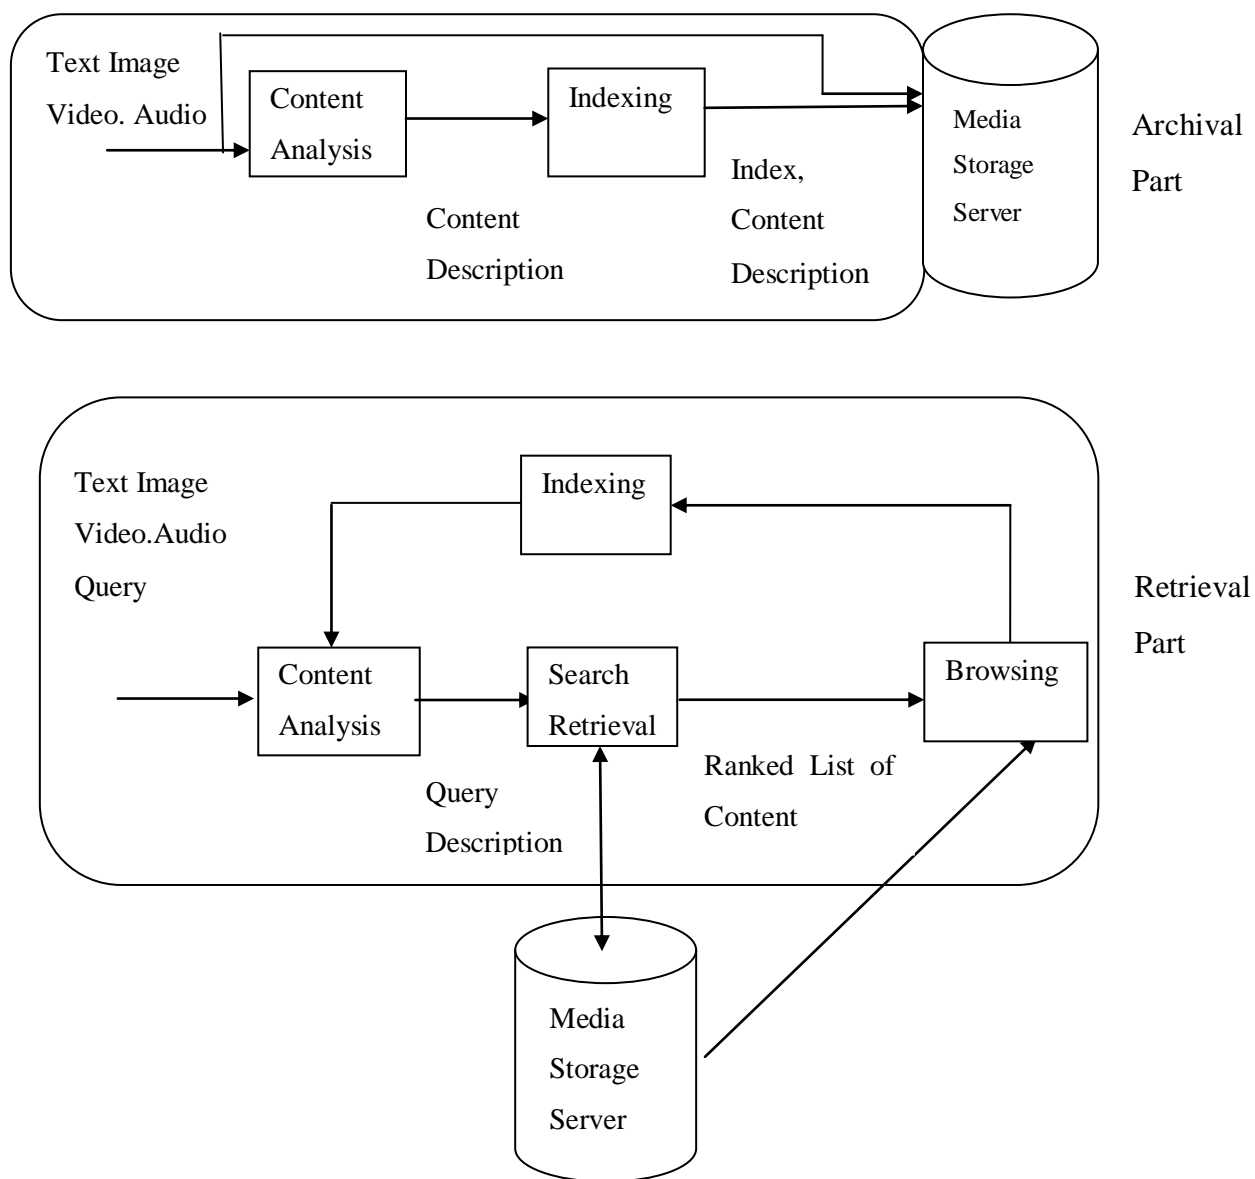 Text Image
Video. Audio
Content
Analysis
Indexing
Content
Description
Index,
Content
Description
Media
Storage
Server
Archival
Part
Text Image
Video.Audio
Query
Indexing
Content
Analysis
Search
Retrieval
Browsing
Query
Description
Ranked List of
Content
Retrieval
Part
Media
Storage
Server